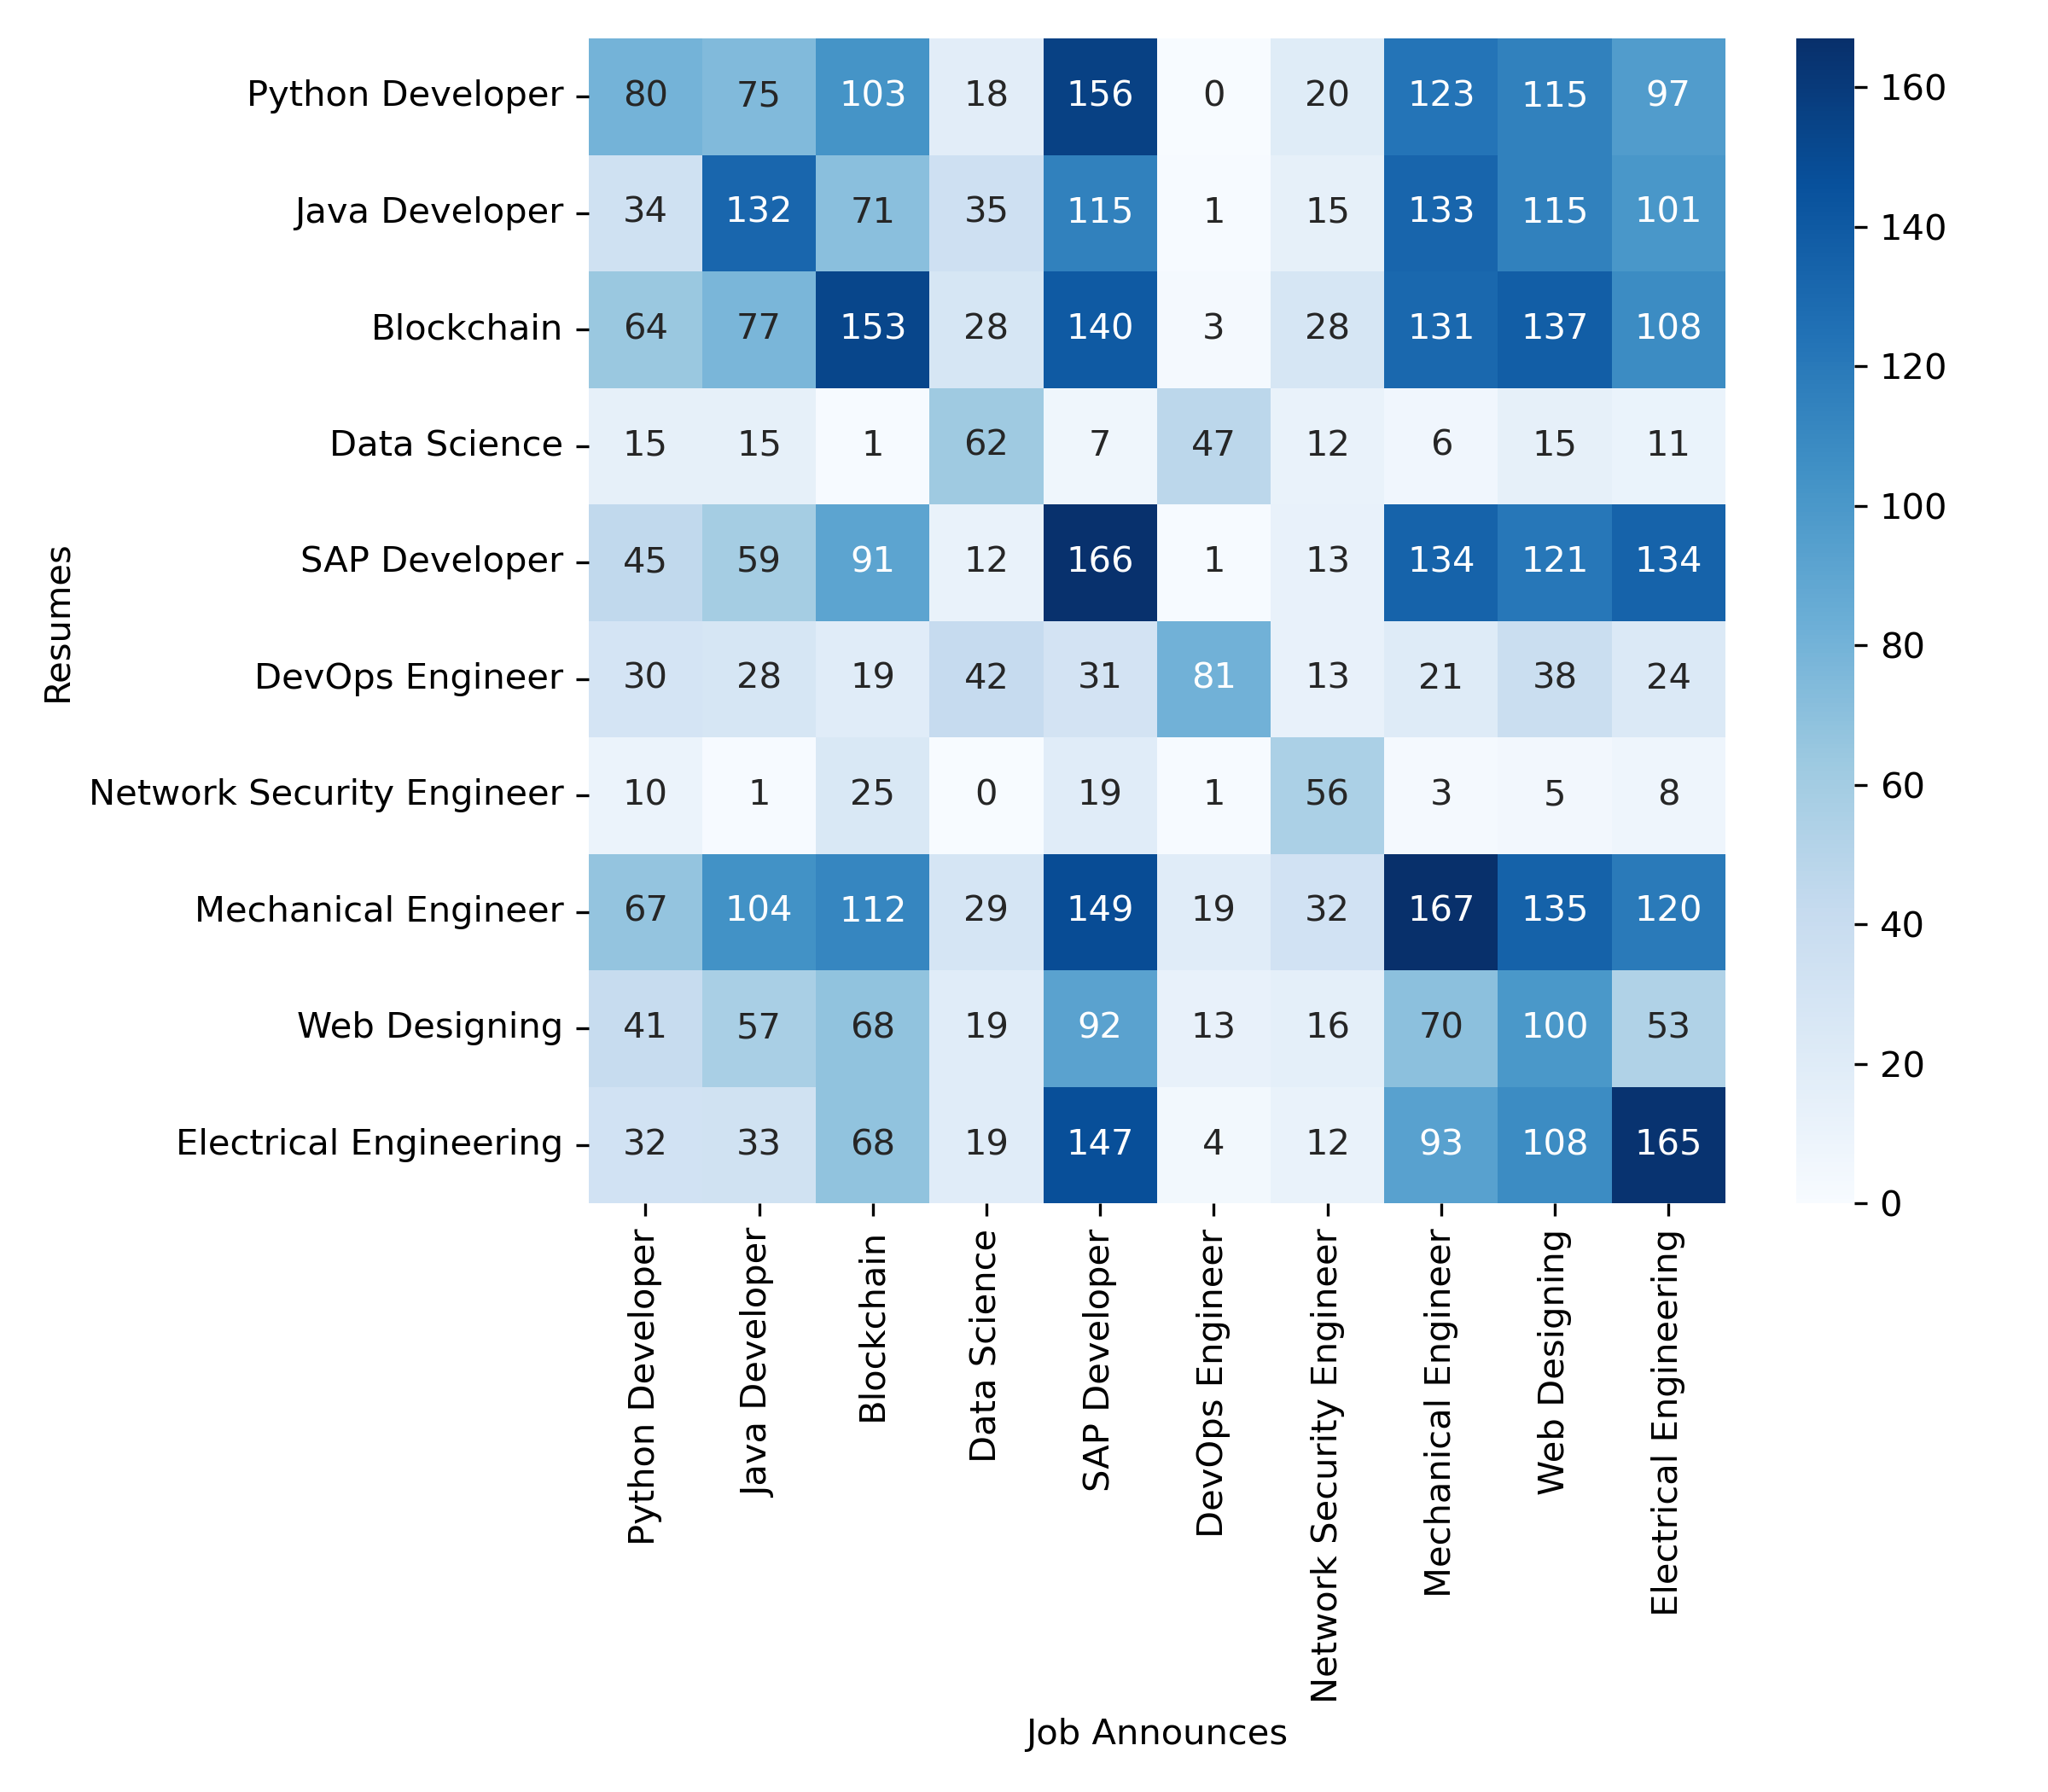 Python Developer 80 75 103 18 156 0 20 123 115 97
Java Developer 34 132 71 35 115 1 15 133 115 101
Blockchain 64 77 153 28 140 3 28 131 137 108
Data Science 15 15 1 62 7 47 12 6 15 11
SAP Developer 45 59 91 12 166 1 13 134 121 134
DevOps Engineer 30 28 19 42 31 81 13 21 38 24
Network Security Engineer 10 1 25 0 19 1 56 3 5 8
Mechanical Engineer 67 104 112 29 149 19 32 167 135 120
Web Designing 41 57 68 19 92 13 16 70 100 53
Electrical Engineering 32 33 68 19 147 4 12 93 108 165
Resumes
Python Developer
Java Developer
Blockchain
Data Science
SAP Developer
DevOps Engineer
Network Security Engineer
Mechanical Engineer
Web Designing
Electrical Engineering
Job Announces
160
140
120
100
80
60
40
20
0